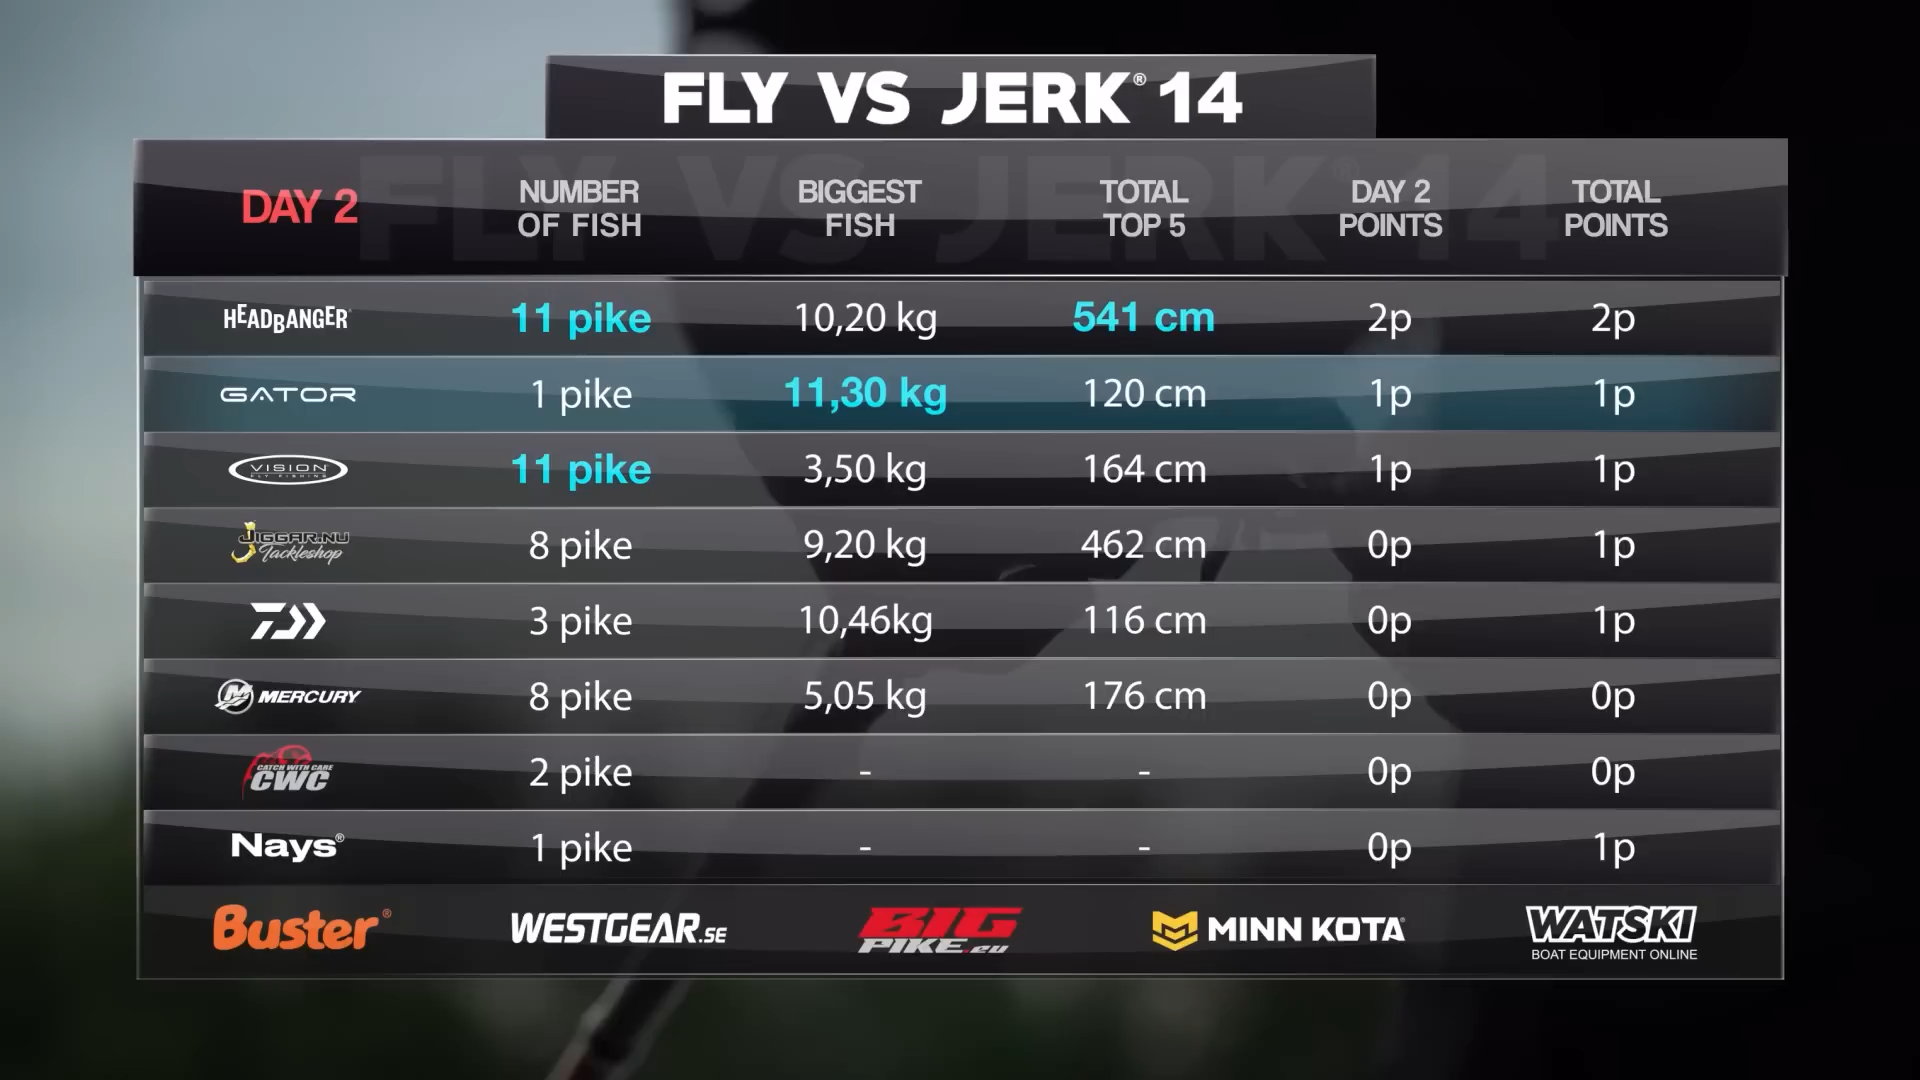 FLY VS JERK® 14
DAY 2
NUMBER OF FISH
BIGGEST FISH
TOTAL TOP 5
DAY 2 POINTS
TOTAL POINTS
HEADBANGER 11 pike 10,20 kg 541 cm 2p 2p
GATOR 1 pike 11,30 kg 120 cm 1p 1p
VISION FLY FISHING 11 pike 3,50 kg 164 cm 1p 1p
JIGGAR.NU Tackleshop 8 pike 9,20 kg 462 cm 0p 1p
3 pike 10,46kg 116 cm 0p 1p
MERCURY 8 pike 5,05 kg 176 cm 0p 0p
CATCH WITH CARE CWC 2 pike - - 0p 0p
Nays® 1 pike - - 0p 1p
Buster® WESTGEAR.SE BIG PIKE.eu MINN KOTA® WATSKI
BOAT EQUIPMENT ONLINE